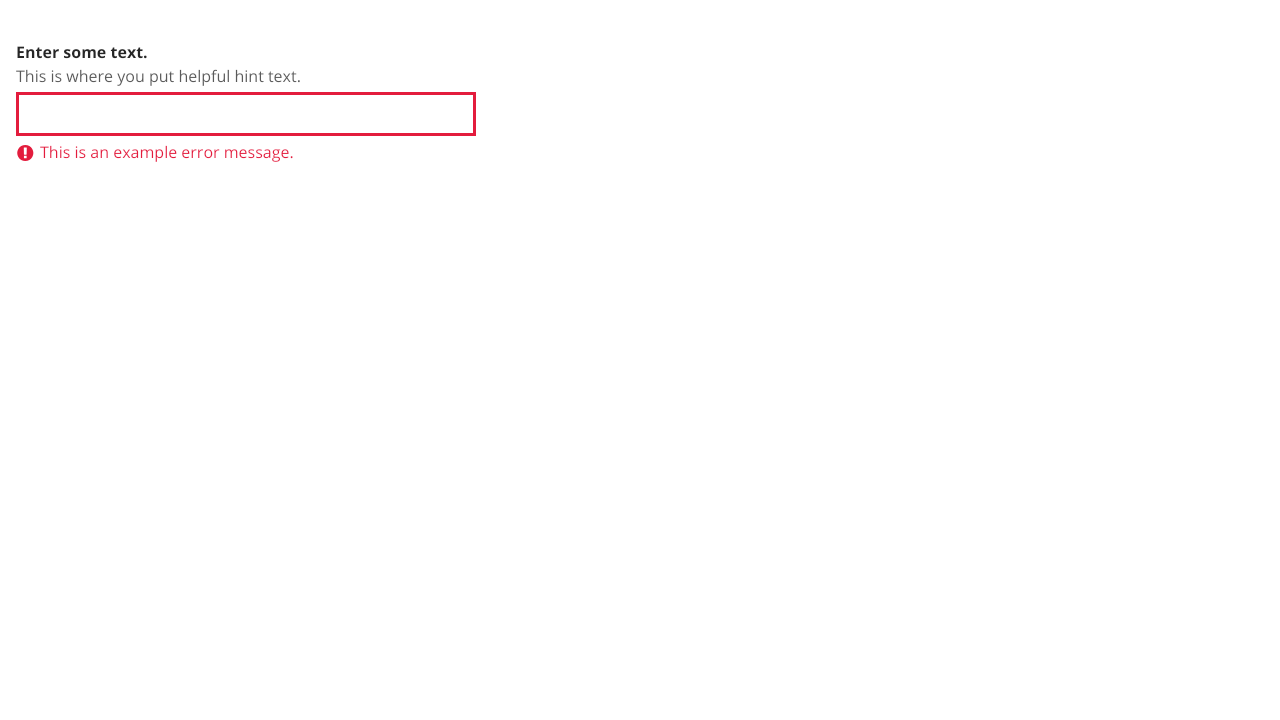 Enter some text.
This is where you put helpful hint text.
This is an example error message.